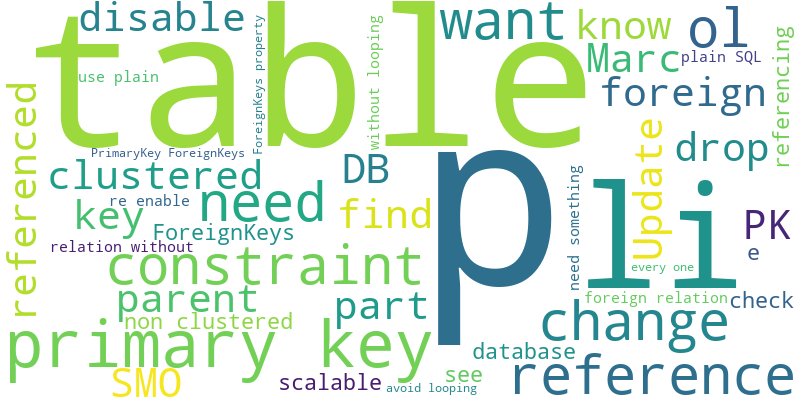 disable
table
want
know
ol
Marc
plain SQL
use plain
ForeignKeys property
without looping
referencing
foreign
referenced
PrimaryKey ForeignKeys
clustered
re enable
key
need
DB
find
p
li
Update
drop
PK
e
ForeignKeys
relation without
constraint
need something
every one
parent
part
foreign relation
check
non clustered
primary key
change
database
SMO
scalable
avoid looping
see
reference